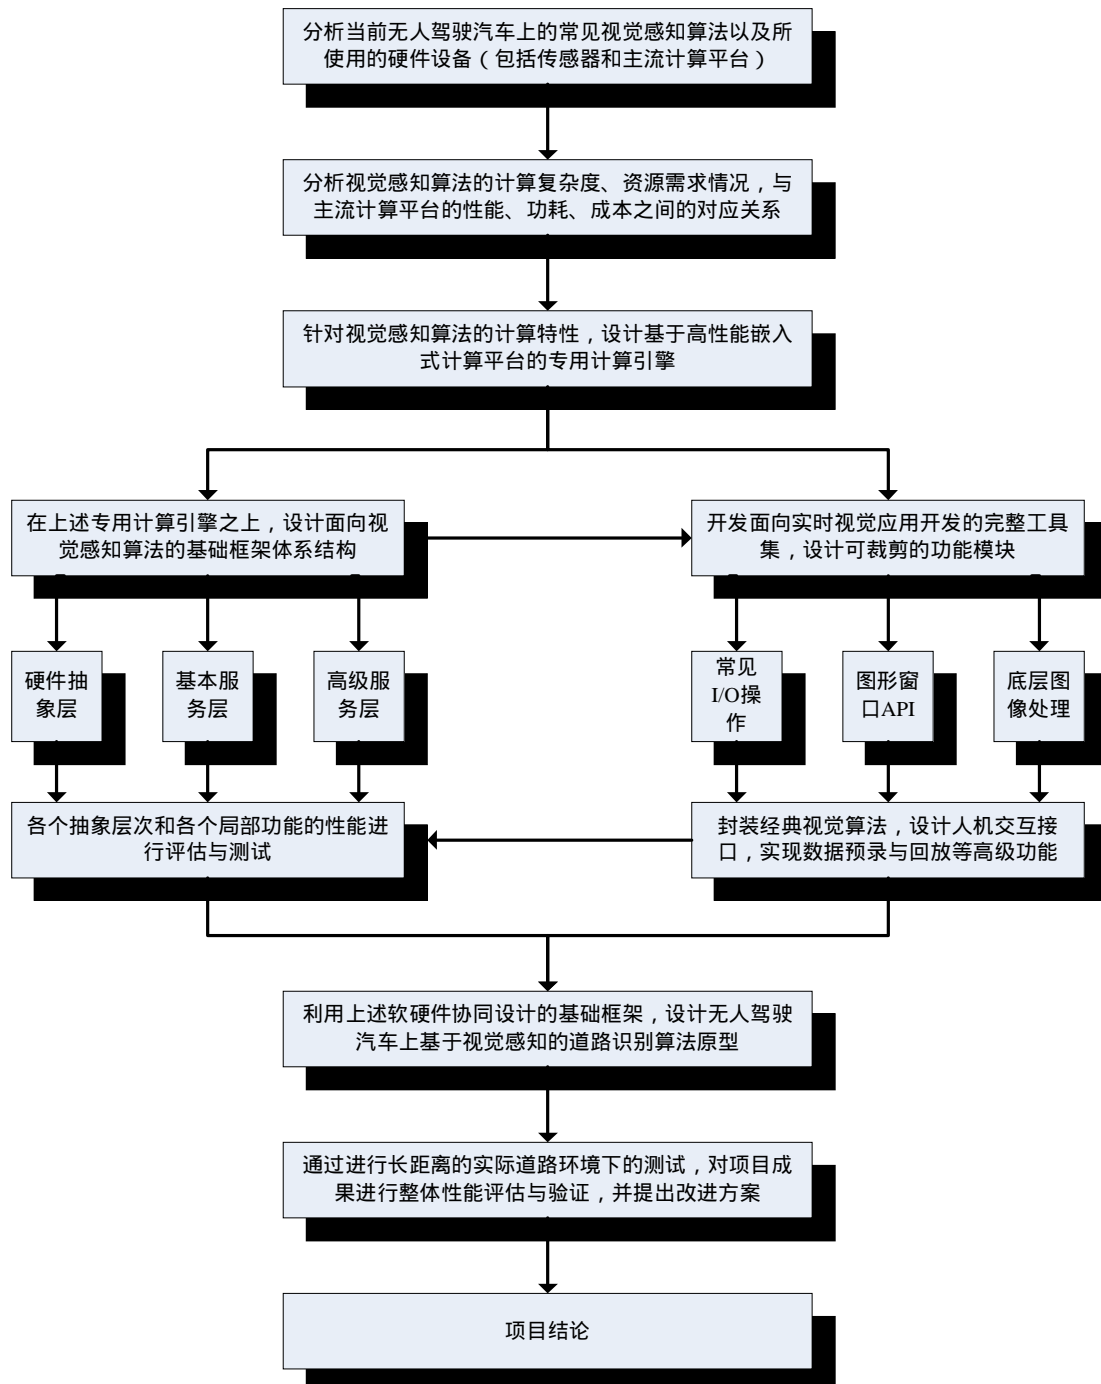 分析当前无人驾驶汽车上的常见视觉感知算法以及所
使用的硬件设备（包括传感器和主流计算平台）
分析视觉感知算法的计算复杂度、资源需求情况，与
主流计算平台的性能、功耗、成本之间的对应关系
针对视觉感知算法的计算特性，设计基于高性能嵌入
式计算平台的专用计算引擎
在上述专用计算引擎之上，设计面向视
觉感知算法的基础框架体系结构
开发面向实时视觉应用开发的完整工具
集，设计可裁剪的功能模块
硬件抽
象层
基本服
务层
高级服
务层
常见
I/O操
作
图形窗
口API
底层图
像处理
各个抽象层次和各个局部功能的性能进
行评估与测试
封装经典视觉算法，设计人机交互接
口，实现数据预录与回放等高级功能
利用上述软硬件协同设计的基础框架，设计无人驾驶
汽车上基于视觉感知的道路识别算法原型
通过进行长距离的实际道路环境下的测试，对项目成
果进行整体性能评估与验证，并提出改进方案
项目结论